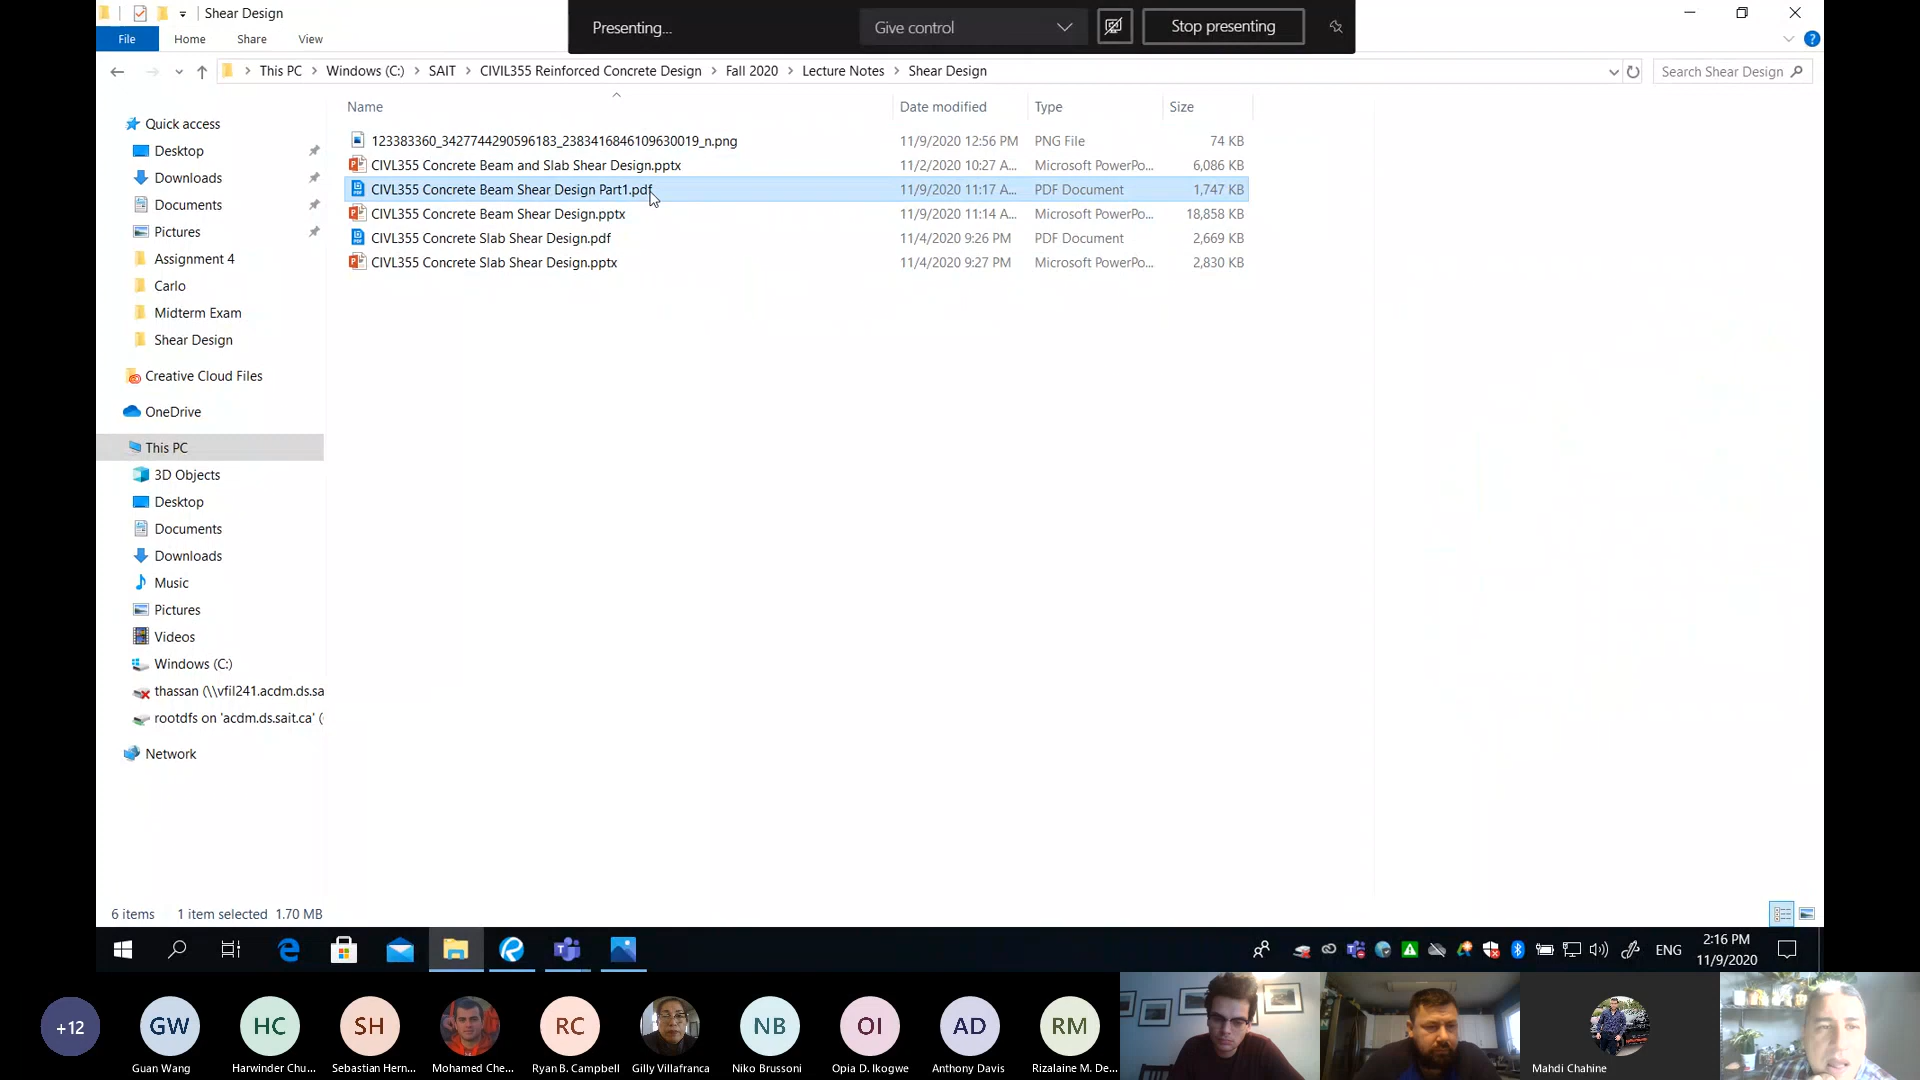 Shear Design
Presenting...
Give control
Stop presenting
File
Home
Share
View
This PC > Windows (C:) > SAIT > CIVIL355 Reinforced Concrete Design > Fall 2020 > Lecture Notes > Shear Design
Search Shear Design
Name
Date modified
Type
Size
123383360_3427744290596183_2383416846109630019_n.png 11/9/2020 12:56 PM PNG File 74 KB
CIVL355 Concrete Beam and Slab Shear Design.pptx 11/2/2020 10:27 A... Microsoft PowerPo... 6,086 KB
CIVL355 Concrete Beam Shear Design Part1.pdf 11/9/2020 11:17 A... PDF Document 1,747 KB
CIVL355 Concrete Beam Shear Design.pptx 11/9/2020 11:14 A... Microsoft PowerPo... 18,858 KB
CIVL355 Concrete Slab Shear Design.pdf 11/4/2020 9:26 PM PDF Document 2,669 KB
CIVL355 Concrete Slab Shear Design.pptx 11/4/2020 9:27 PM Microsoft PowerPo... 2,830 KB
Quick access
Desktop
Downloads
Documents
Pictures
Assignment 4
Carlo
Midterm Exam
Shear Design
Creative Cloud Files
OneDrive
This PC
3D Objects
Desktop
Documents
Downloads
Music
Pictures
Videos
Windows (C:)
thassan (\\vfil241.acdm.ds.sa
rootdfs on 'acdm.ds.sait.ca' (
Network
6 items
1 item selected 1.70 MB
ENG
2:16 PM
11/9/2020
+12
GW
HC
SH
RC
NB
OI
AD
RM
Guan Wang
Harwinder Chu...
Sebastian Hern...
Mohamed Che...
Ryan B. Campbell
Gilly Villafranca
Niko Brussoni
Opia D. Ikogwe
Anthony Davis
Rizalaine M. De...
Mahdi Chahine